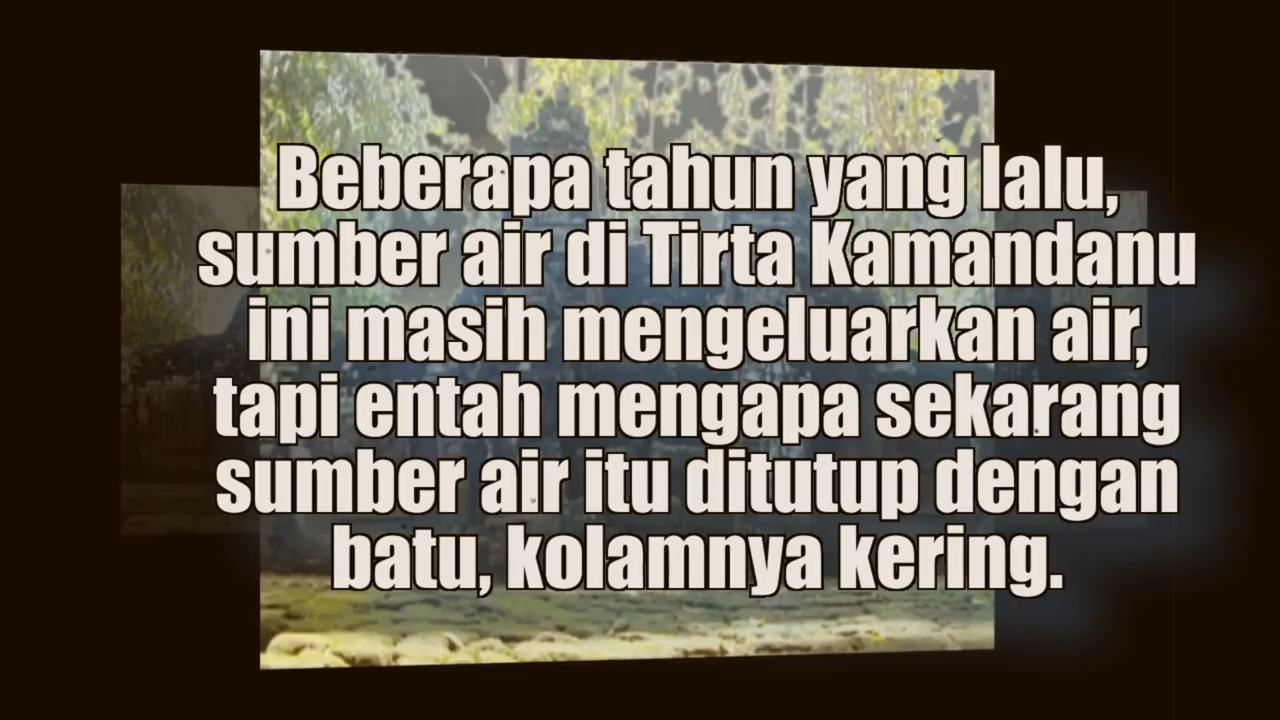 Beberapa tahun yang lalu,
sumber air di Tirta Kamandanu
ini masih mengeluarkan air,
tapi entah mengapa sekarang
sumber air itu ditutup dengan
batu, kolamnya kering.